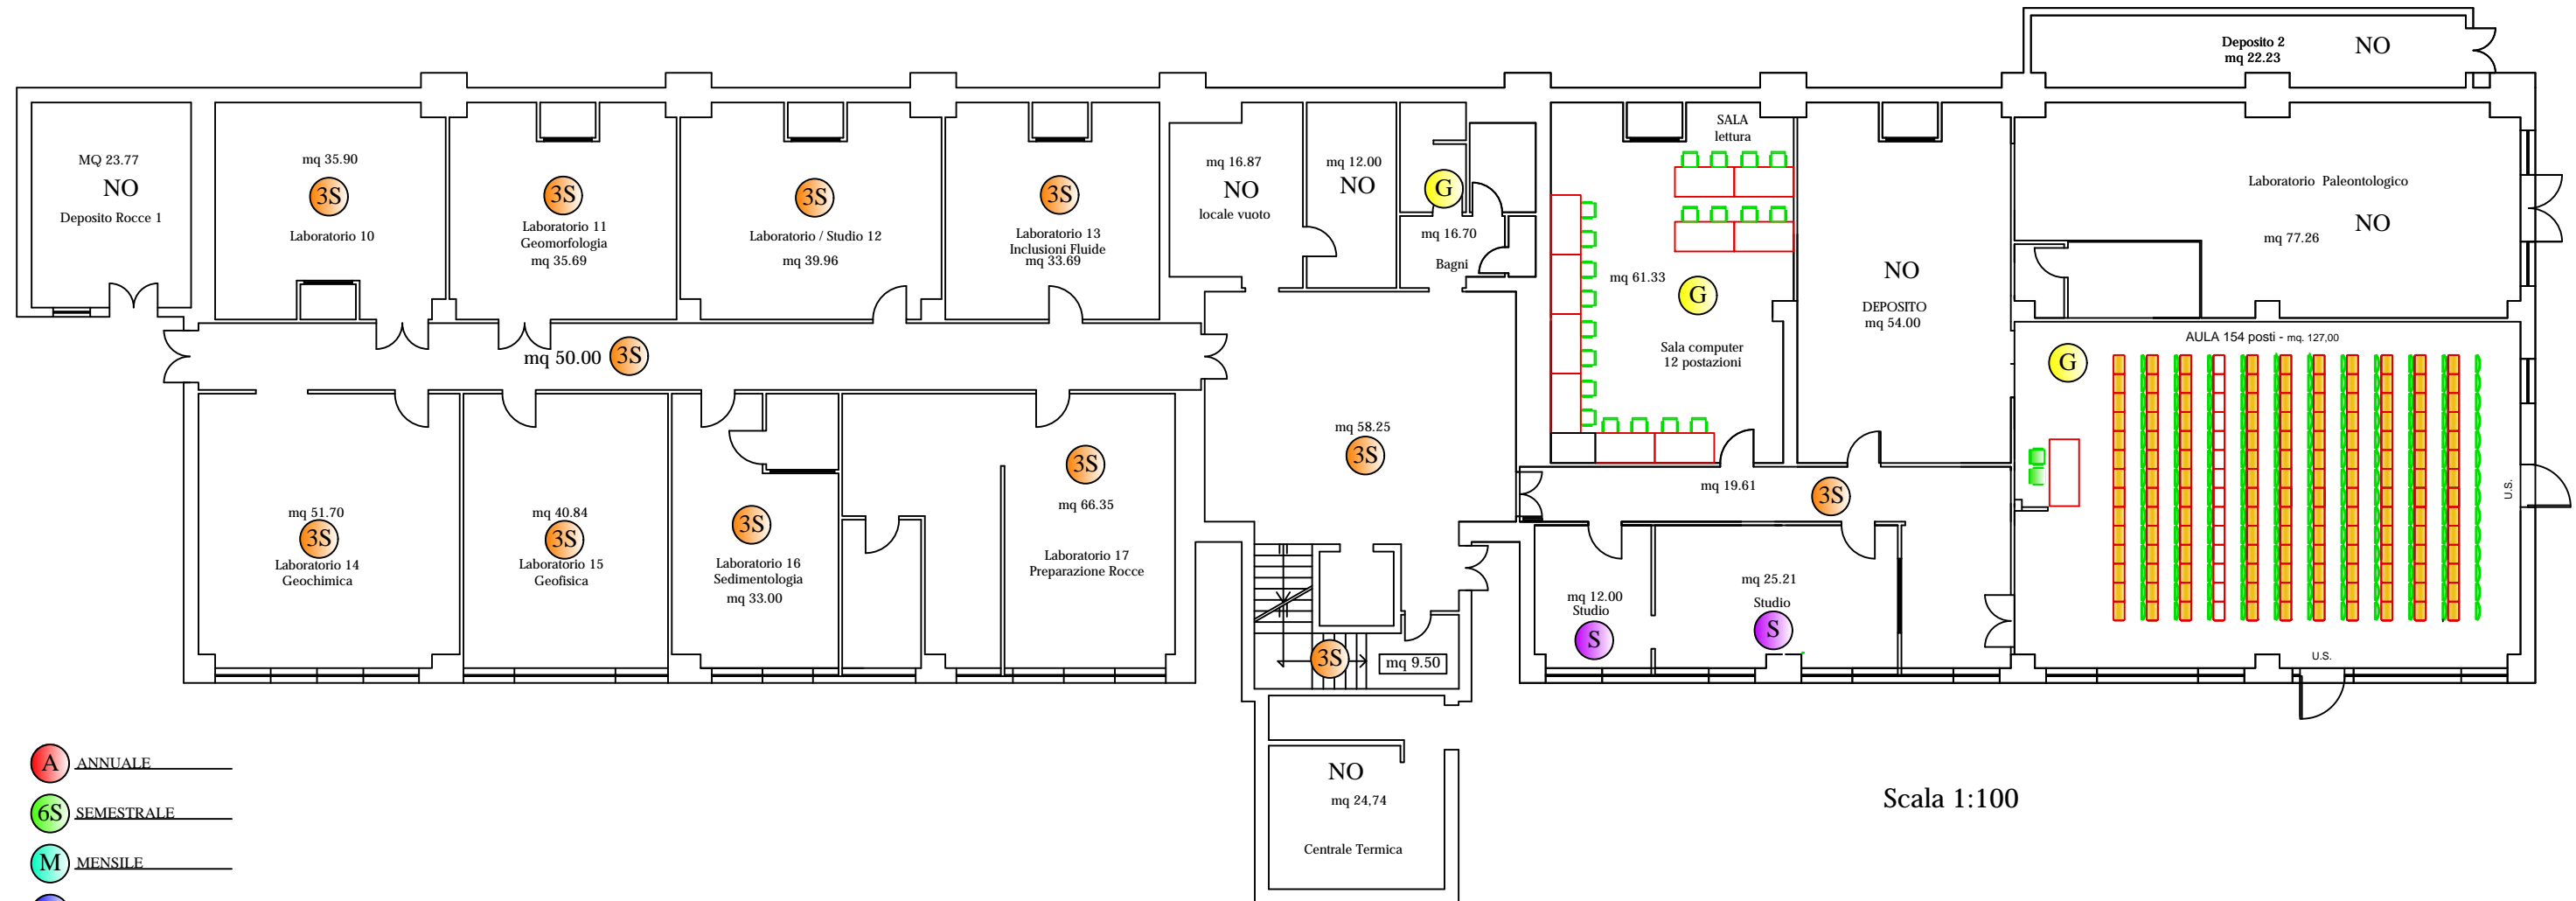 Deposito 2
mq 22.23
NO
MQ 23.77
NO
Deposito Rocce 1
mq 35.90
3S
Laboratorio 10
3S
Laboratorio 11
Geomorfologia
mq 35.69
3S
Laboratorio / Studio 12
mq 39.96
3S
Laboratorio 13
Inclusioni Fluide
mq 33.69
mq 16.87
NO
locale vuoto
mq 12.00
NO
G
mq 16.70
Bagni
SALA
lettura
mq 61.33
G
Sala computer
12 postazioni
NO
DEPOSITO
mq 54.00
Laboratorio Paleontologico
NO
mq 77.26
AULA 154 posti - mq. 127,00
G
U.S.
U.S.
mq 50.00
3S
mq 58.25
3S
mq 19.61
3S
mq 51.70
3S
Laboratorio 14
Geochimica
mq 40.84
3S
Laboratorio 15
Geofisica
3S
Laboratorio 16
Sedimentologia
mq 33.00
3S
mq 66.35
Laboratorio 17
Preparazione Rocce
mq 12.00
Studio
S
mq 25.21
Studio
S
3S
mq 9.50
NO
mq 24,74
Centrale Termica
Scala 1:100
A ANNUALE
6S SEMESTRALE
M MENSILE